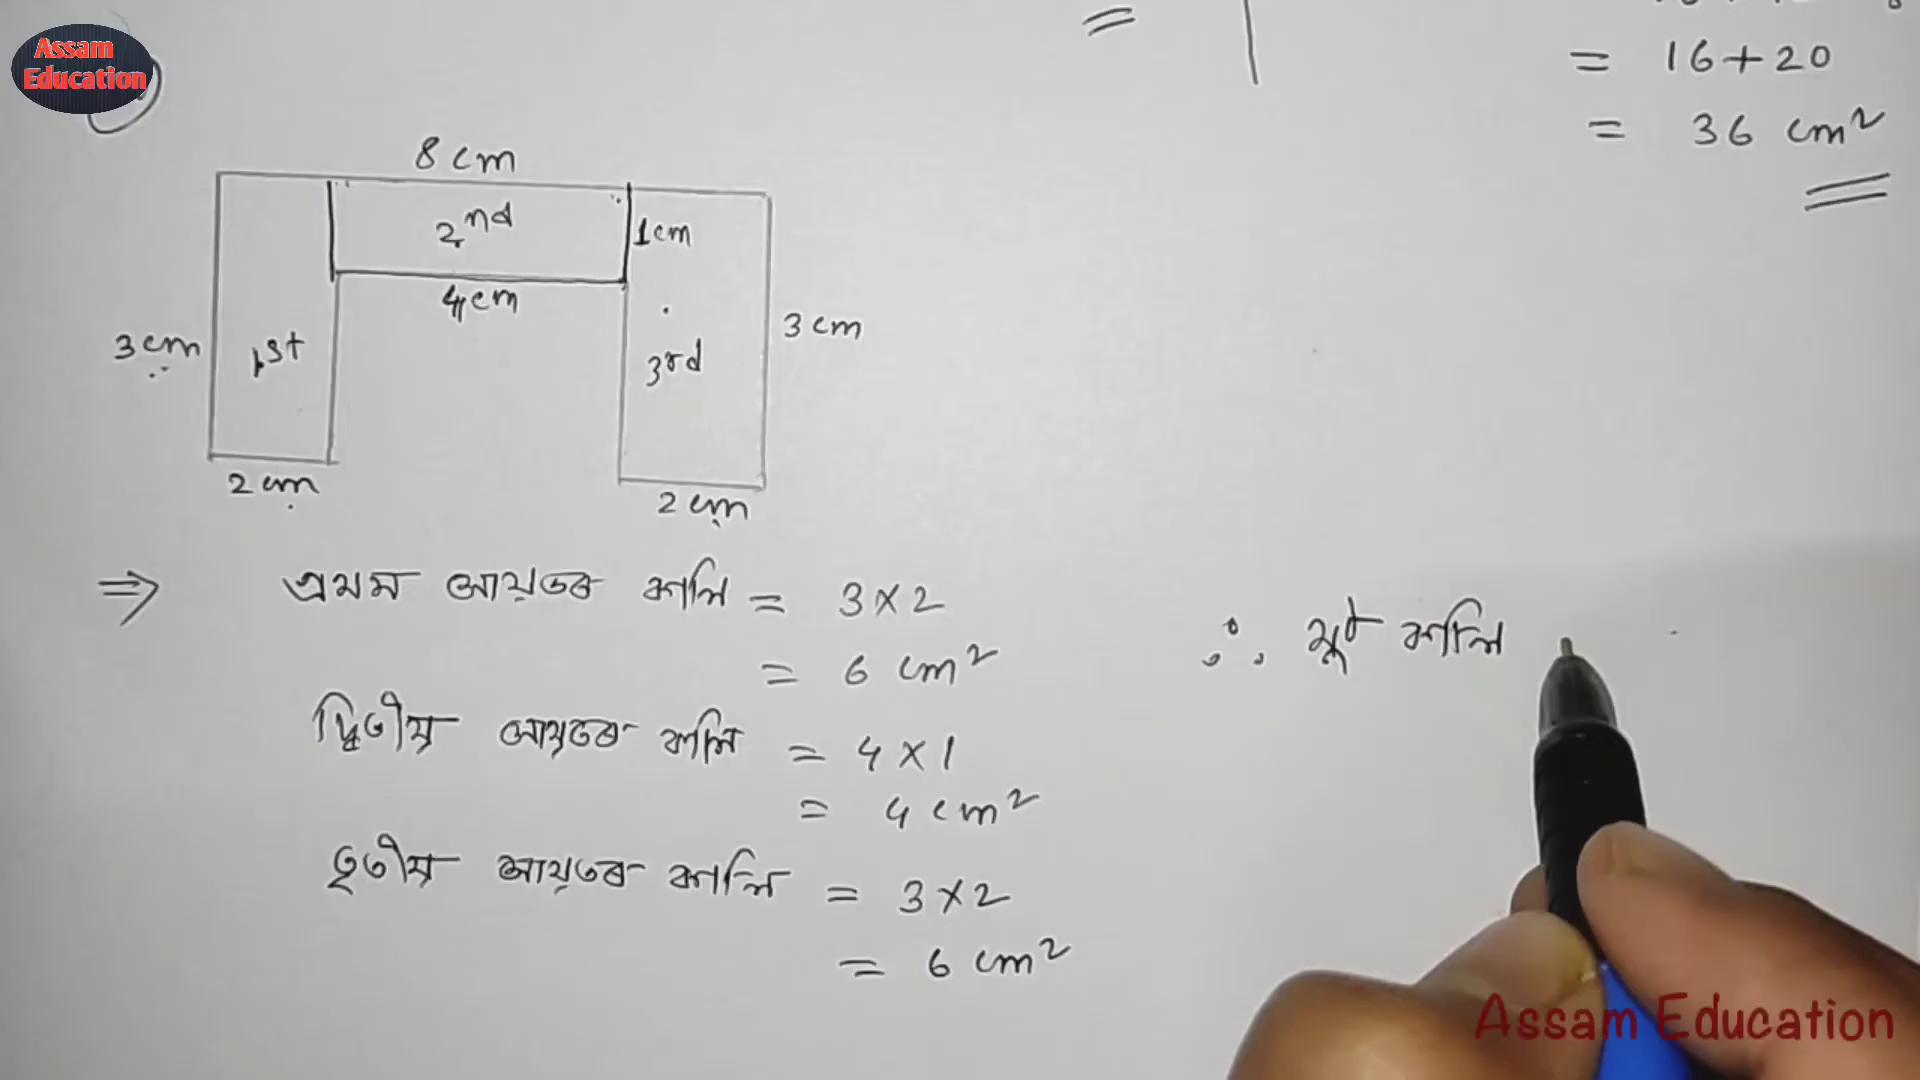 Assam
Education
= 16+20
= 36 cm²
8 cm
2nd
1cm
4cm
3 cm
1st
3rd
3 cm
2 cm
2 cm
⇒ প্ৰথম আয়তৰ কালি = 3×2
= 6 cm²
দ্বিতীয় আয়তৰ কালি = 4×1
= 4 cm²
তৃতীয় আয়তৰ কালি = 3×2
= 6 cm²
∴ মুঠ কালি
Assam Education